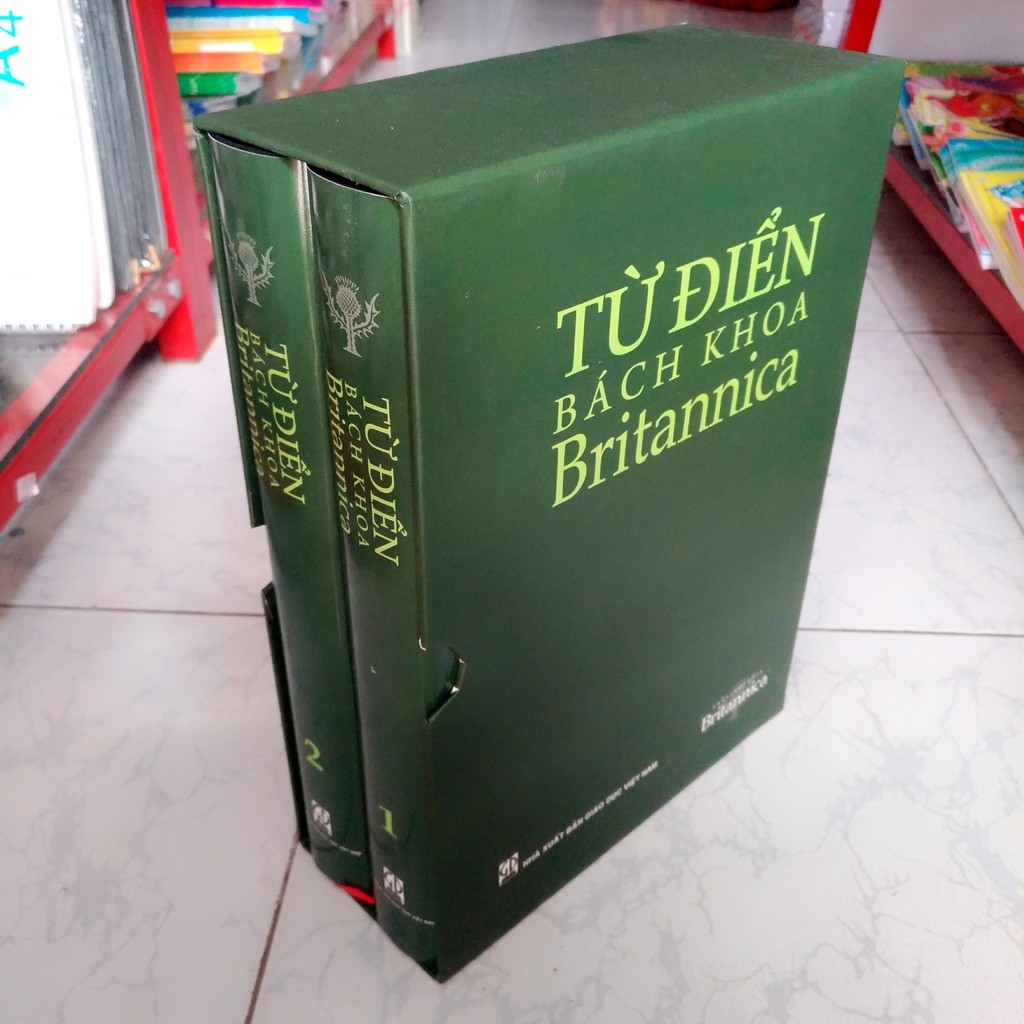 A4
TỪ ĐIỂN
BÁCH KHOA
Britannica
2
TỪ ĐIỂN
BÁCH KHOA
Britannica
1
TỪ ĐIỂN
BÁCH KHOA
Britannica
Britannica
NHÀ XUẤT BẢN GIÁO DỤC VIỆT NAM